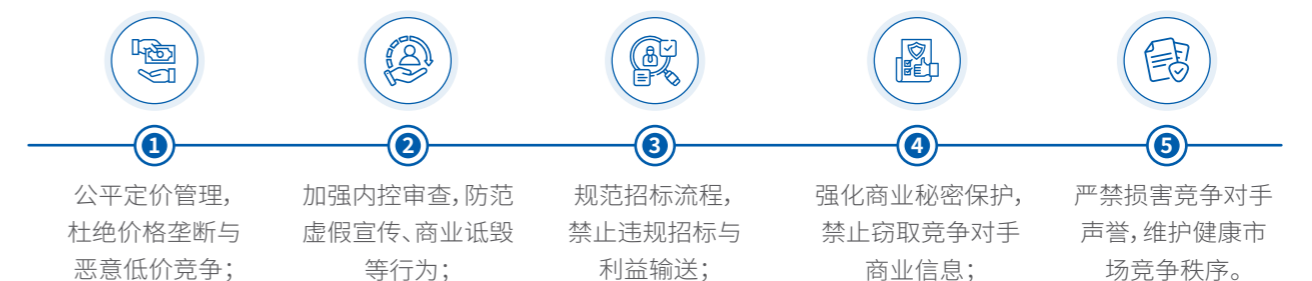 1
公平定价管理，
杜绝价格垄断与
恶意低价竞争；
2
加强内控审查，防范
虚假宣传、商业诋毁
等行为；
3
规范招标流程，
禁止违规招标与
利益输送；
4
强化商业秘密保护，
禁止窃取竞争对手
商业信息；
5
严禁损害竞争对手
声誉，维护健康市
场竞争秩序。